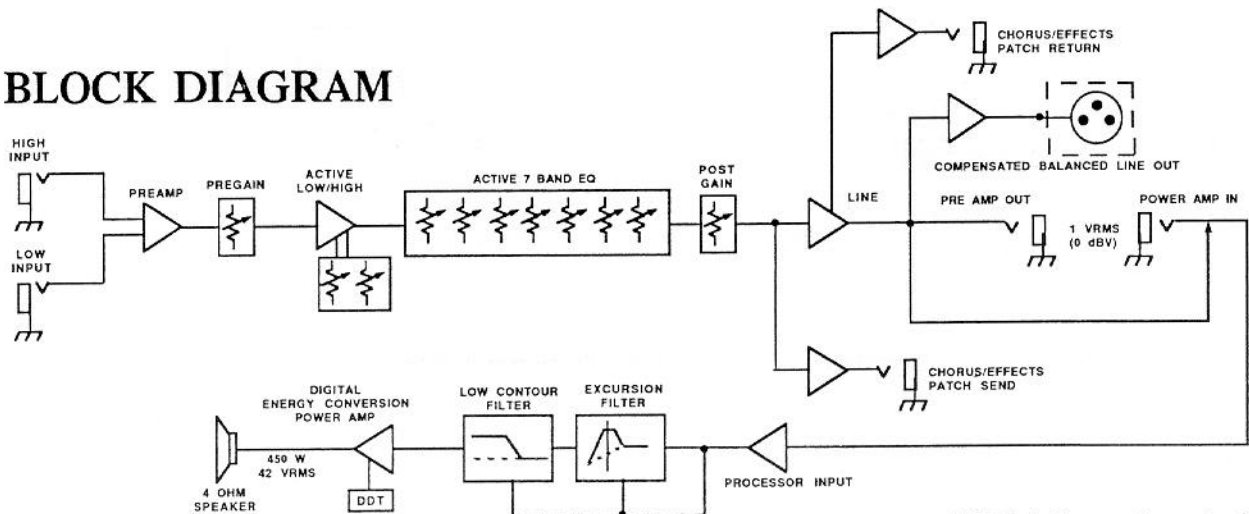 BLOCK DIAGRAM
HIGH
INPUT
LOW
INPUT
PREAMP
PREGAIN
ACTIVE
LOW/HIGH
ACTIVE 7 BAND EQ
POST
GAIN
LINE
CHORUS/EFFECTS
PATCH RETURN
COMPENSATED BALANCED LINE OUT
PRE AMP OUT
1 VRMS
(0 dBV)
POWER AMP IN
CHORUS/EFFECTS
PATCH SEND
PROCESSOR INPUT
EXCURSION
FILTER
LOW CONTOUR
FILTER
DIGITAL
ENERGY CONVERSION
POWER AMP
DDT
450 W
42 VRMS
4 OHM
SPEAKER